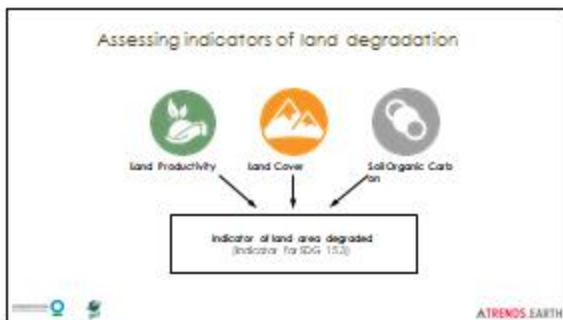 Assessing indicators of land degradation
Land Productivity
Land Cover
Soil Organic Carb
on
Indicator of land area degraded
(Indicator for SDG 15.3)
TRENDS.EARTH